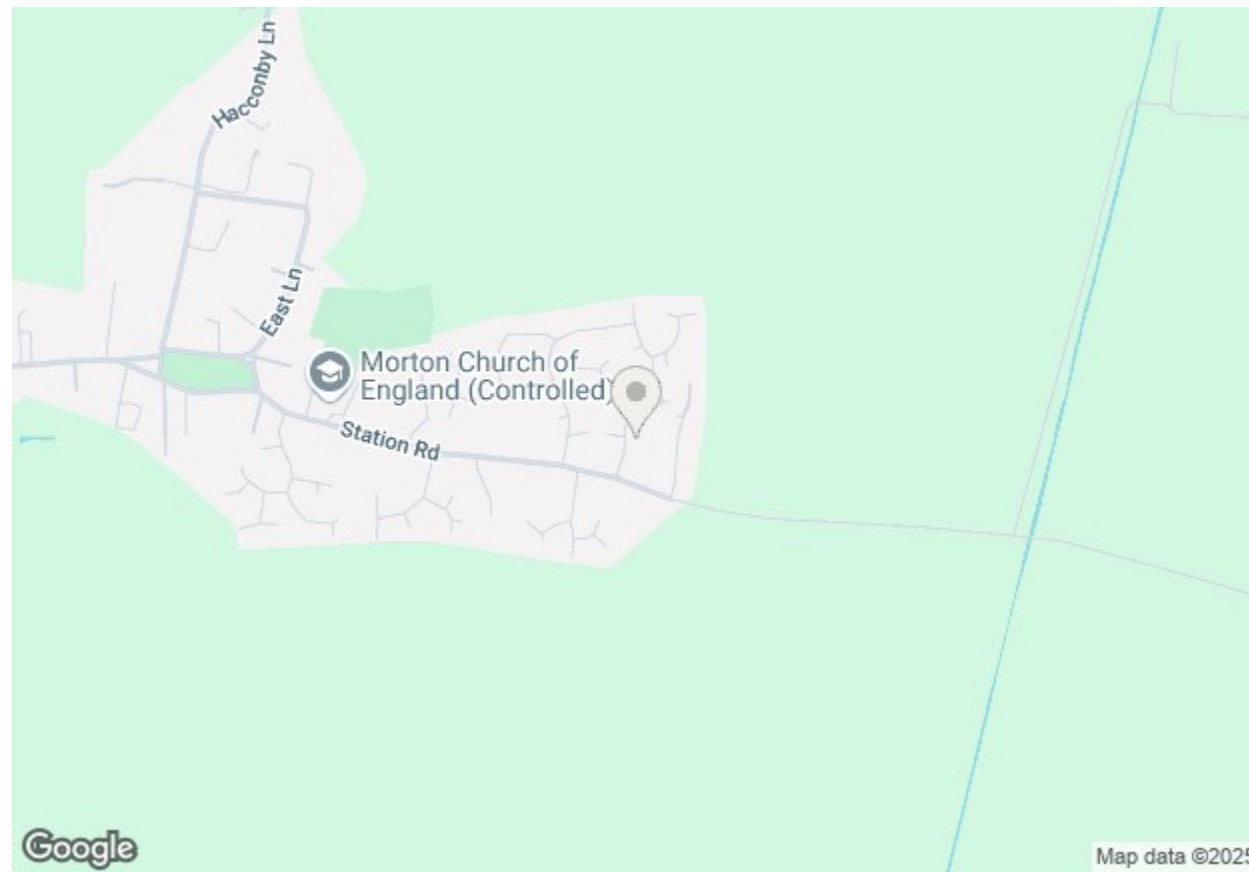 Hacconby Ln
East Ln
Morton Church of
England (Controlled)
Station Rd
Google
Map data ©2025